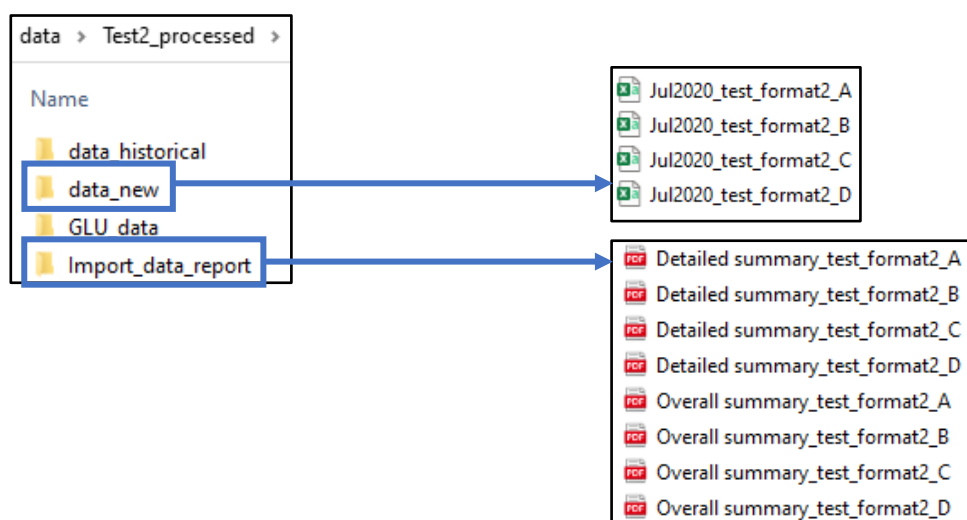 data > Test2_processed >
Name
data_historical
data_new
GLU_data
Import_data_report
Jul2020_test_format2_A
Jul2020_test_format2_B
Jul2020_test_format2_C
Jul2020_test_format2_D
Detailed summary_test_format2_A
Detailed summary_test_format2_B
Detailed summary_test_format2_C
Detailed summary_test_format2_D
Overall summary_test_format2_A
Overall summary_test_format2_B
Overall summary_test_format2_C
Overall summary_test_format2_D